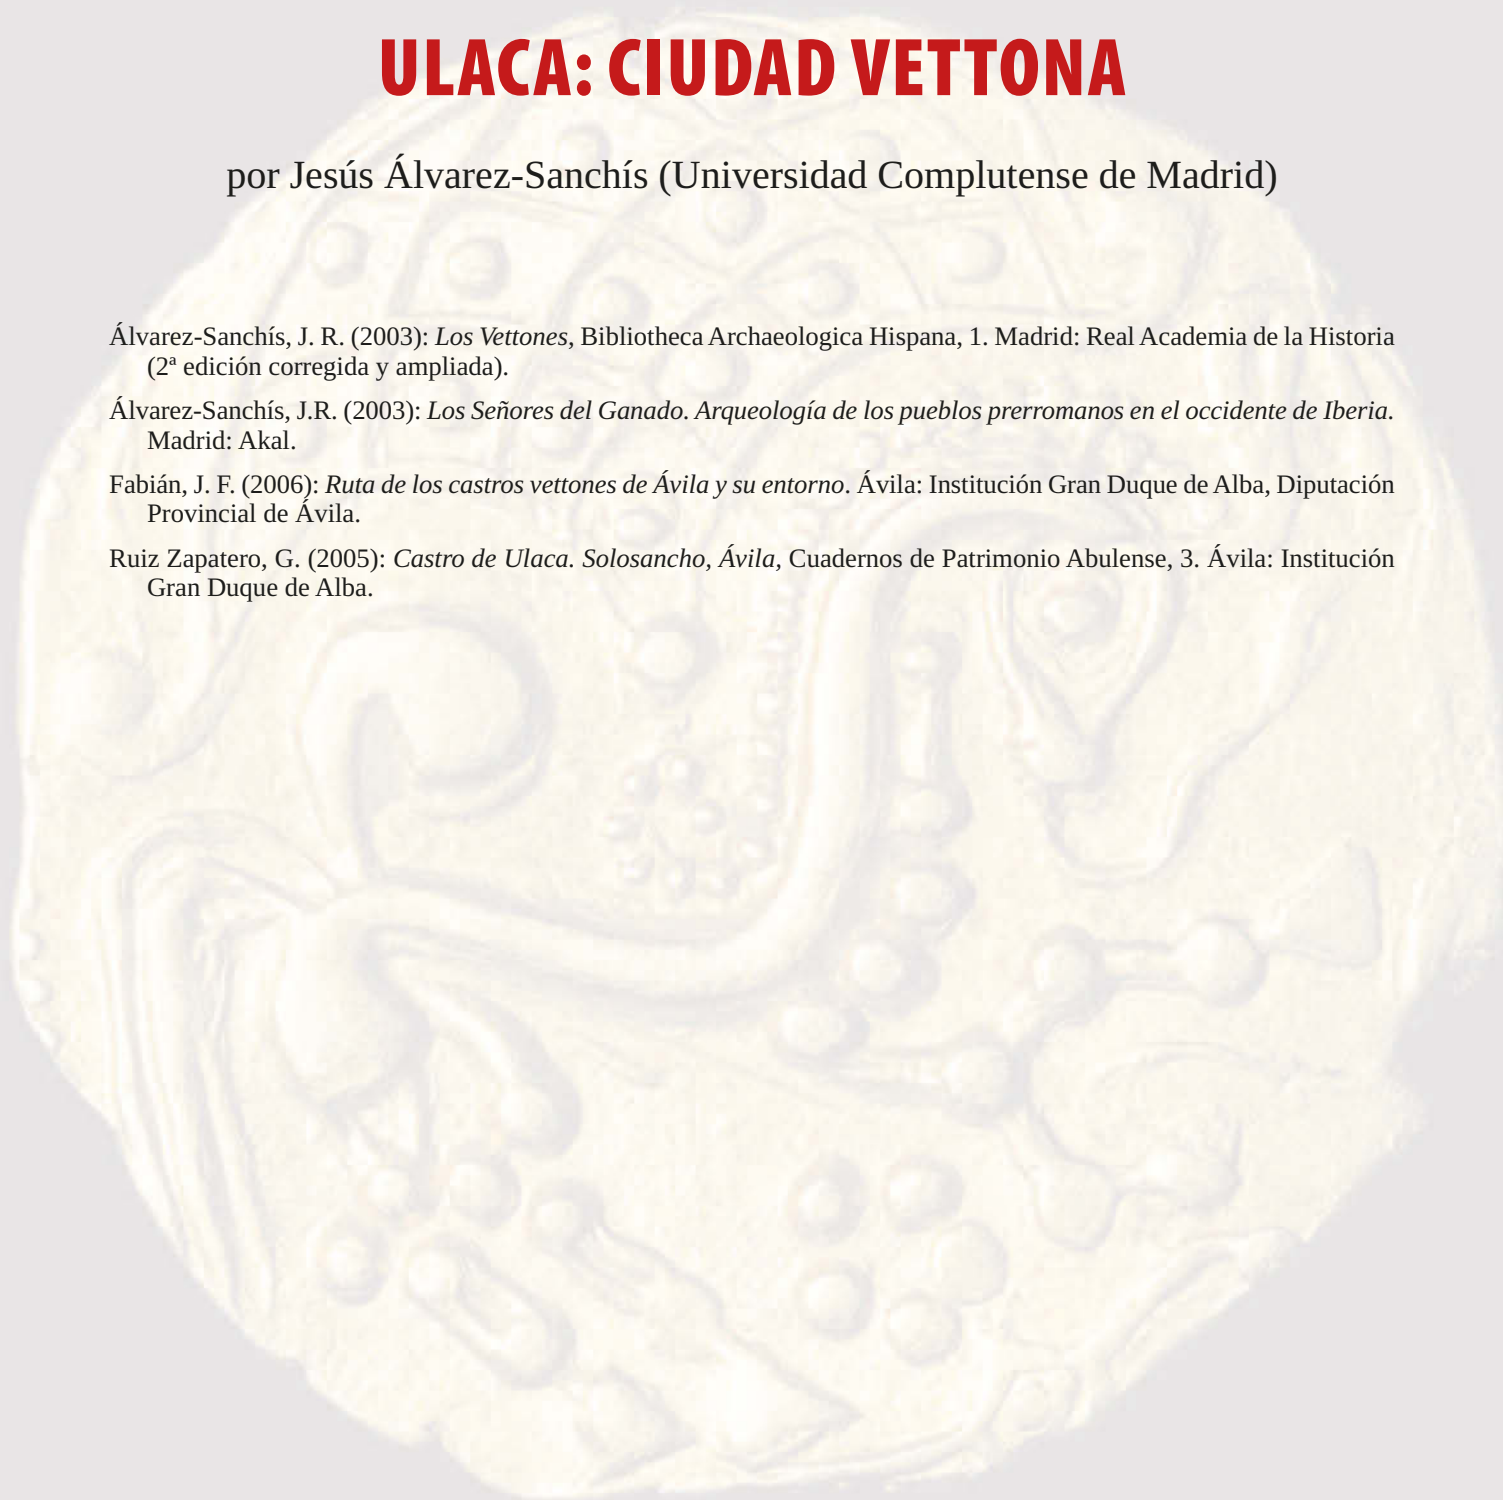 ULACA: CIUDAD VETTONA
por Jesús Álvarez-Sanchís (Universidad Complutense de Madrid)
Álvarez-Sanchís, J. R. (2003): Los Vettones, Bibliotheca Archaeologica Hispana, 1. Madrid: Real Academia de la Historia
(2ª edición corregida y ampliada).
Álvarez-Sanchís, J.R. (2003): Los Señores del Ganado. Arqueología de los pueblos prerromanos en el occidente de Iberia.
Madrid: Akal.
Fabián, J. F. (2006): Ruta de los castros vettones de Ávila y su entorno. Ávila: Institución Gran Duque de Alba, Diputación
Provincial de Ávila.
Ruiz Zapatero, G. (2005): Castro de Ulaca. Solosancho, Ávila, Cuadernos de Patrimonio Abulense, 3. Ávila: Institución
Gran Duque de Alba.